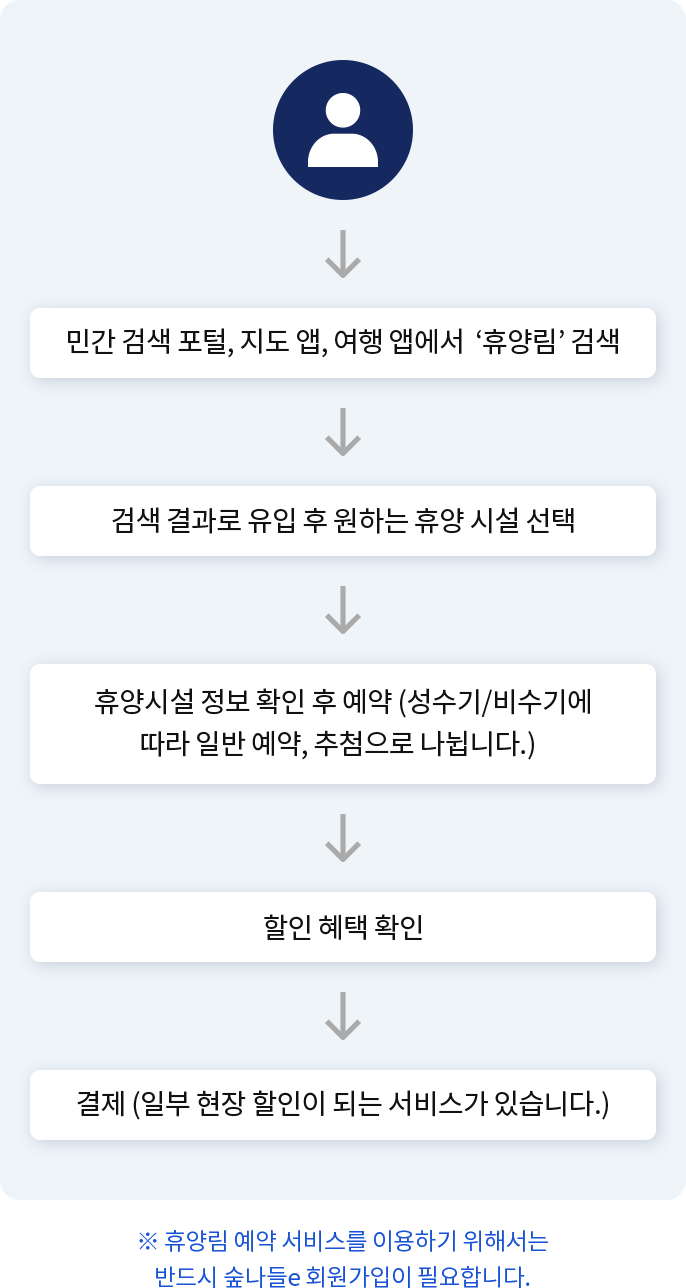 민간 검색 포털, 지도 앱, 여행 앱에서 ‘휴양림’ 검색
검색 결과로 유입 후 원하는 휴양 시설 선택
휴양시설 정보 확인 후 예약 (성수기/비수기에
따라 일반 예약, 추첨으로 나뉩니다.)
할인 혜택 확인
결제 (일부 현장 할인이 되는 서비스가 있습니다.)
※ 휴양림 예약 서비스를 이용하기 위해서는
반드시 숲나들e 회원가입이 필요합니다.